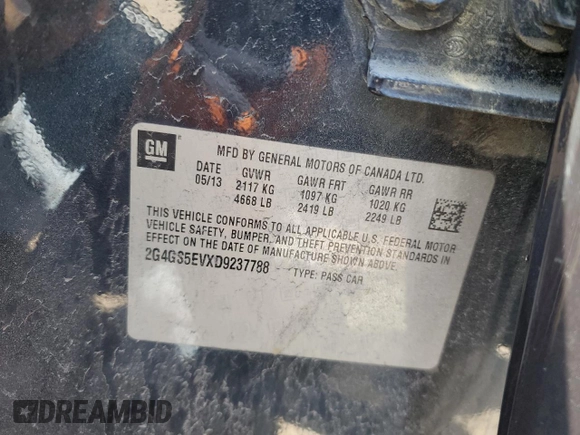 GM
MFD BY GENERAL MOTORS OF CANADA LTD.
DATE GVWR GAWR FRT GAWR RR
05/13 2117 KG 1097 KG 1020 KG
4668 LB 2419 LB 2249 LB
THIS VEHICLE CONFORMS TO ALL APPLICABLE U.S. FEDERAL MOTOR
VEHICLE SAFETY, BUMPER, AND THEFT PREVENTION STANDARDS IN
EFFECT ON THE DATE OF MANUFACTURE SHOWN ABOVE.
2G4GS5EVXD9237788 TYPE: PASS CAR
DREAMBID